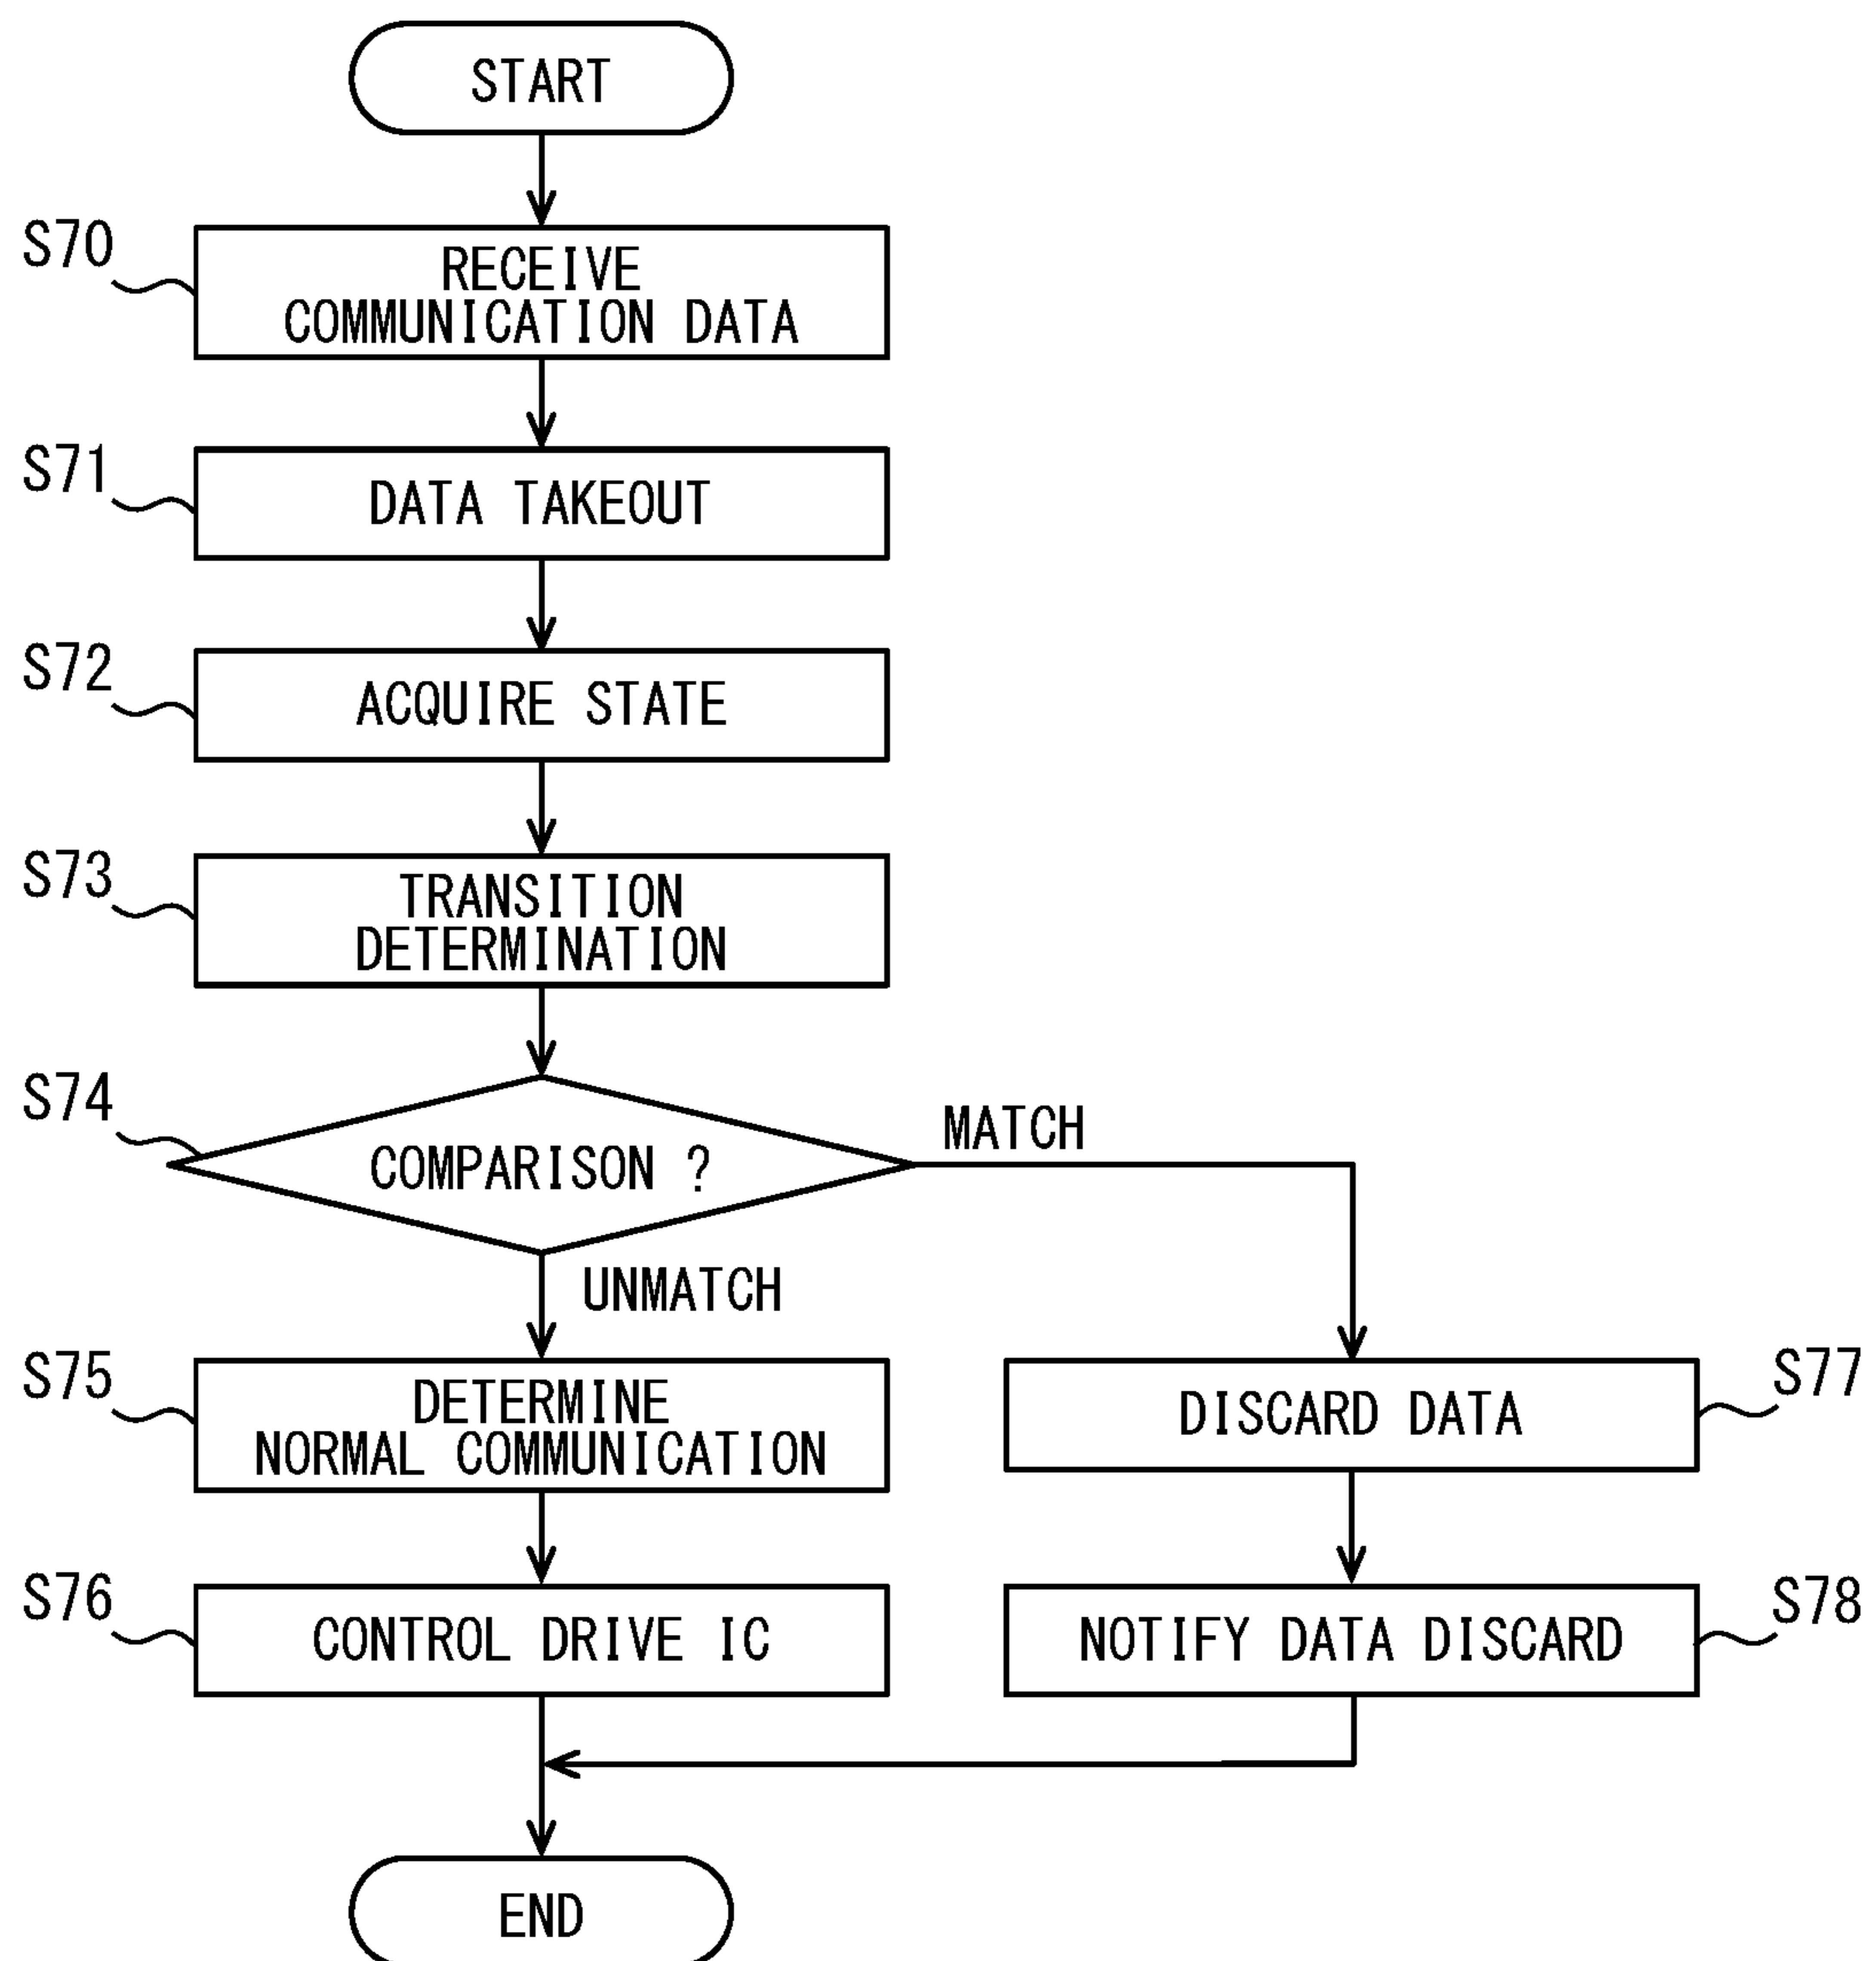 START
S70
RECEIVE
COMMUNICATION DATA
S71
DATA TAKEOUT
S72
ACQUIRE STATE
S73
TRANSITION
DETERMINATION
S74
COMPARISON ?
MATCH
UNMATCH
S75
DETERMINE
NORMAL COMMUNICATION
DISCARD DATA
S77
S76
CONTROL DRIVE IC
NOTIFY DATA DISCARD
S78
END